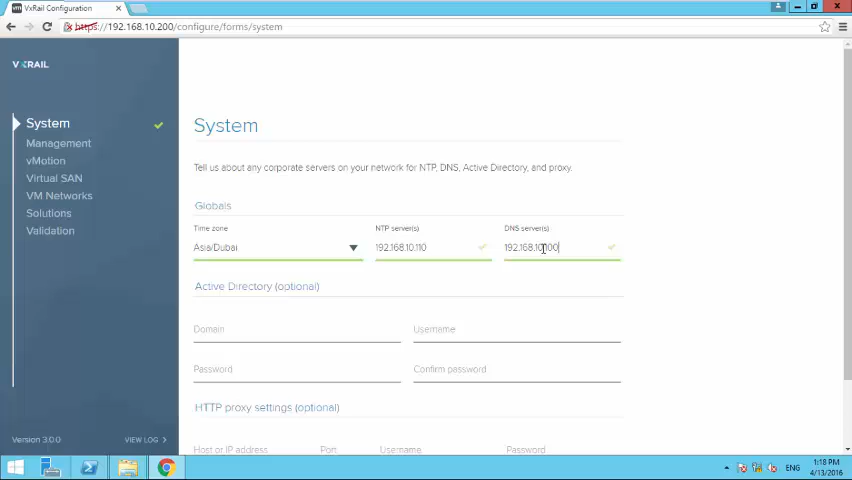 VxRail Configuration
https://192.168.10.200/configure/forms/system
VXRAIL
System
Management
vMotion
Virtual SAN
VM Networks
Solutions
Validation
Version 3.0.0
VIEW LOG
System
Tell us about any corporate servers on your network for NTP, DNS, Active Directory, and proxy.
Globals
Time zone
NTP server(s)
DNS server(s)
Asia/Dubai
192.168.10.110
192.168.10.100
Active Directory (optional)
Domain
Username
Password
Confirm password
HTTP proxy settings (optional)
Host or IP address
Port
Username
Password
ENG
1:18 PM
4/13/2016